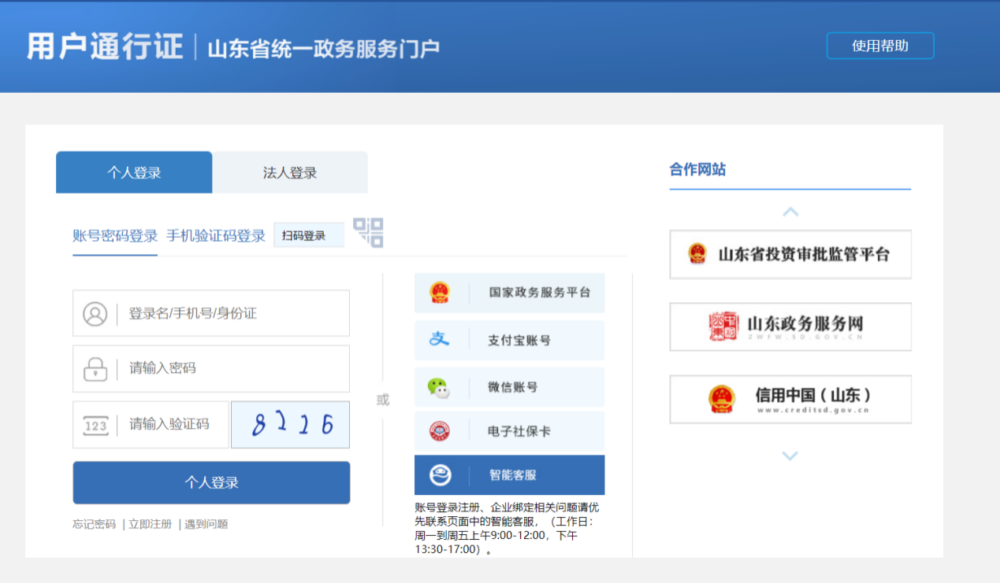 用户通行证 | 山东省统一政务服务门户
使用帮助
个人登录
法人登录
账号密码登录 手机验证码登录 扫码登录
登录名/手机号/身份证
请输入密码
123 请输入验证码
个人登录
忘记密码 | 立即注册 | 遇到问题
或
国家政务服务平台
支付宝账号
微信账号
电子社保卡
智能客服
账号登录注册、企业绑定相关问题请优
先联系页面中的智能客服，（工作日：
周一到周五上午9:00-12:00，下午
13:30-17:00）。
合作网站
山东省投资审批监管平台
山东政务服务网
ZWFW.SD.GOV.CN
信用中国（山东）
www.creditsd.gov.cn